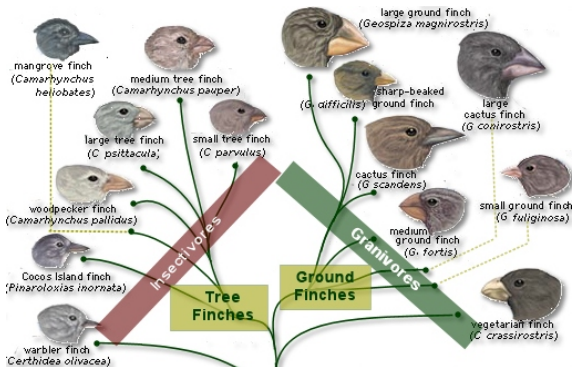 large ground finch
(Geospiza magnirostris)
mangrove finch
(Camarhynchus
heliobates)
medium tree finch
(Camarhynchus pauper)
sharp-beaked
(G. difficilis) ground finch
large
cactus finch
(G conirostris)
large tree finch
(C psittacula)
small tree finch
(C parvulus)
cactus finch
(G scandens)
woodpecker finch
(Camarhynchus pallidus)
small ground finch
(G fuliginosa)
medium
ground finch
(G. fortis)
Insectivores
Granivores
Cocos Island finch
(Pinaroloxias inornata)
Tree
Finches
Ground
Finches
vegetarian finch
(C crassirostris)
warbler finch
(Certhidea olivacea)